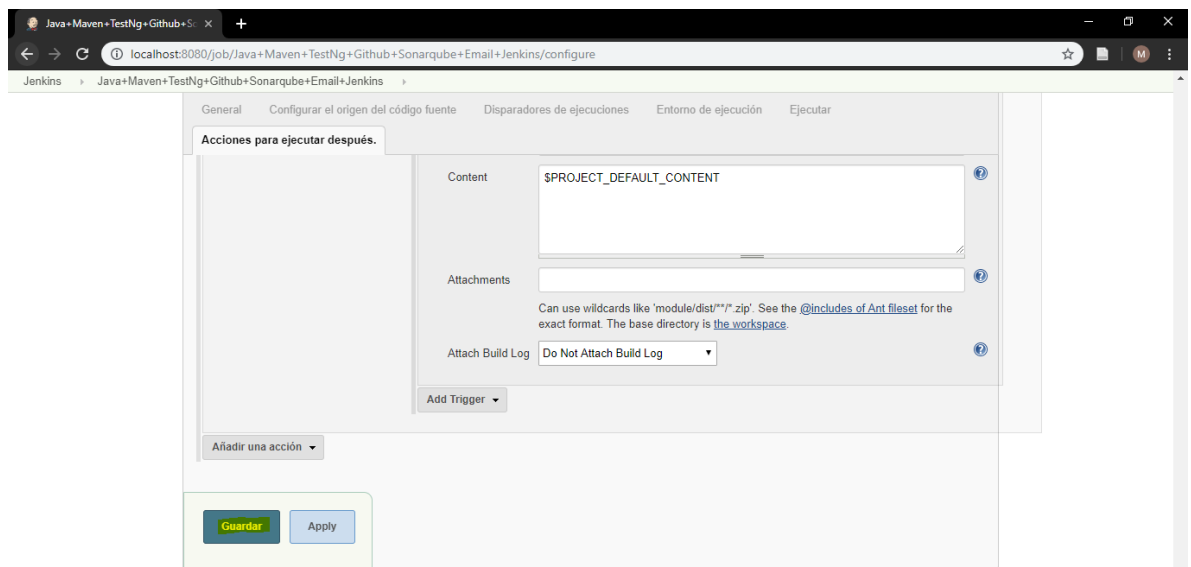 Java+Maven+TestNg+Github+S
localhost:8080/job/Java+Maven+TestNg+Github+Sonarqube+Email+Jenkins/configure
M
Jenkins Java+Maven+TestNg+Github+Sonarqube+Email+Jenkins
General Configurar el origen del código fuente Disparadores de ejecuciones Entorno de ejecución Ejecutar
Acciones para ejecutar después.
Content $PROJECT_DEFAULT_CONTENT
Attachments
Can use wildcards like 'module/dist/**/*.zip'. See the @includes of Ant fileset for the
exact format. The base directory is the workspace.
Attach Build Log Do Not Attach Build Log
Add Trigger
Añadir una acción
Guardar Apply